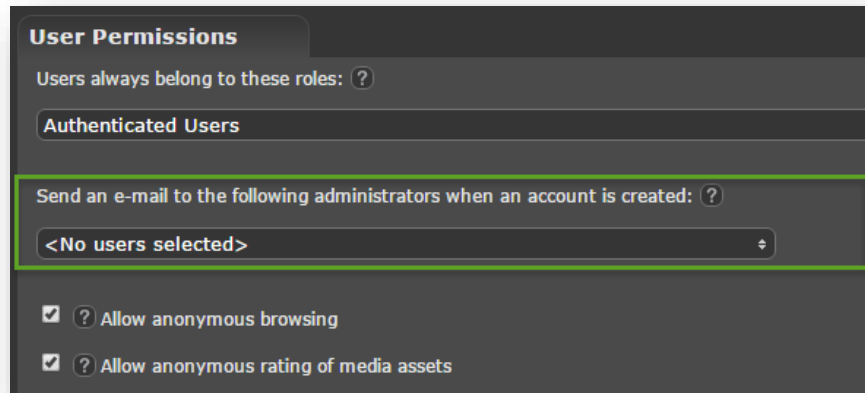 User Permissions
Users always belong to these roles: ?
Authenticated Users
Send an e-mail to the following administrators when an account is created: ?
<No users selected>
? Allow anonymous browsing
? Allow anonymous rating of media assets